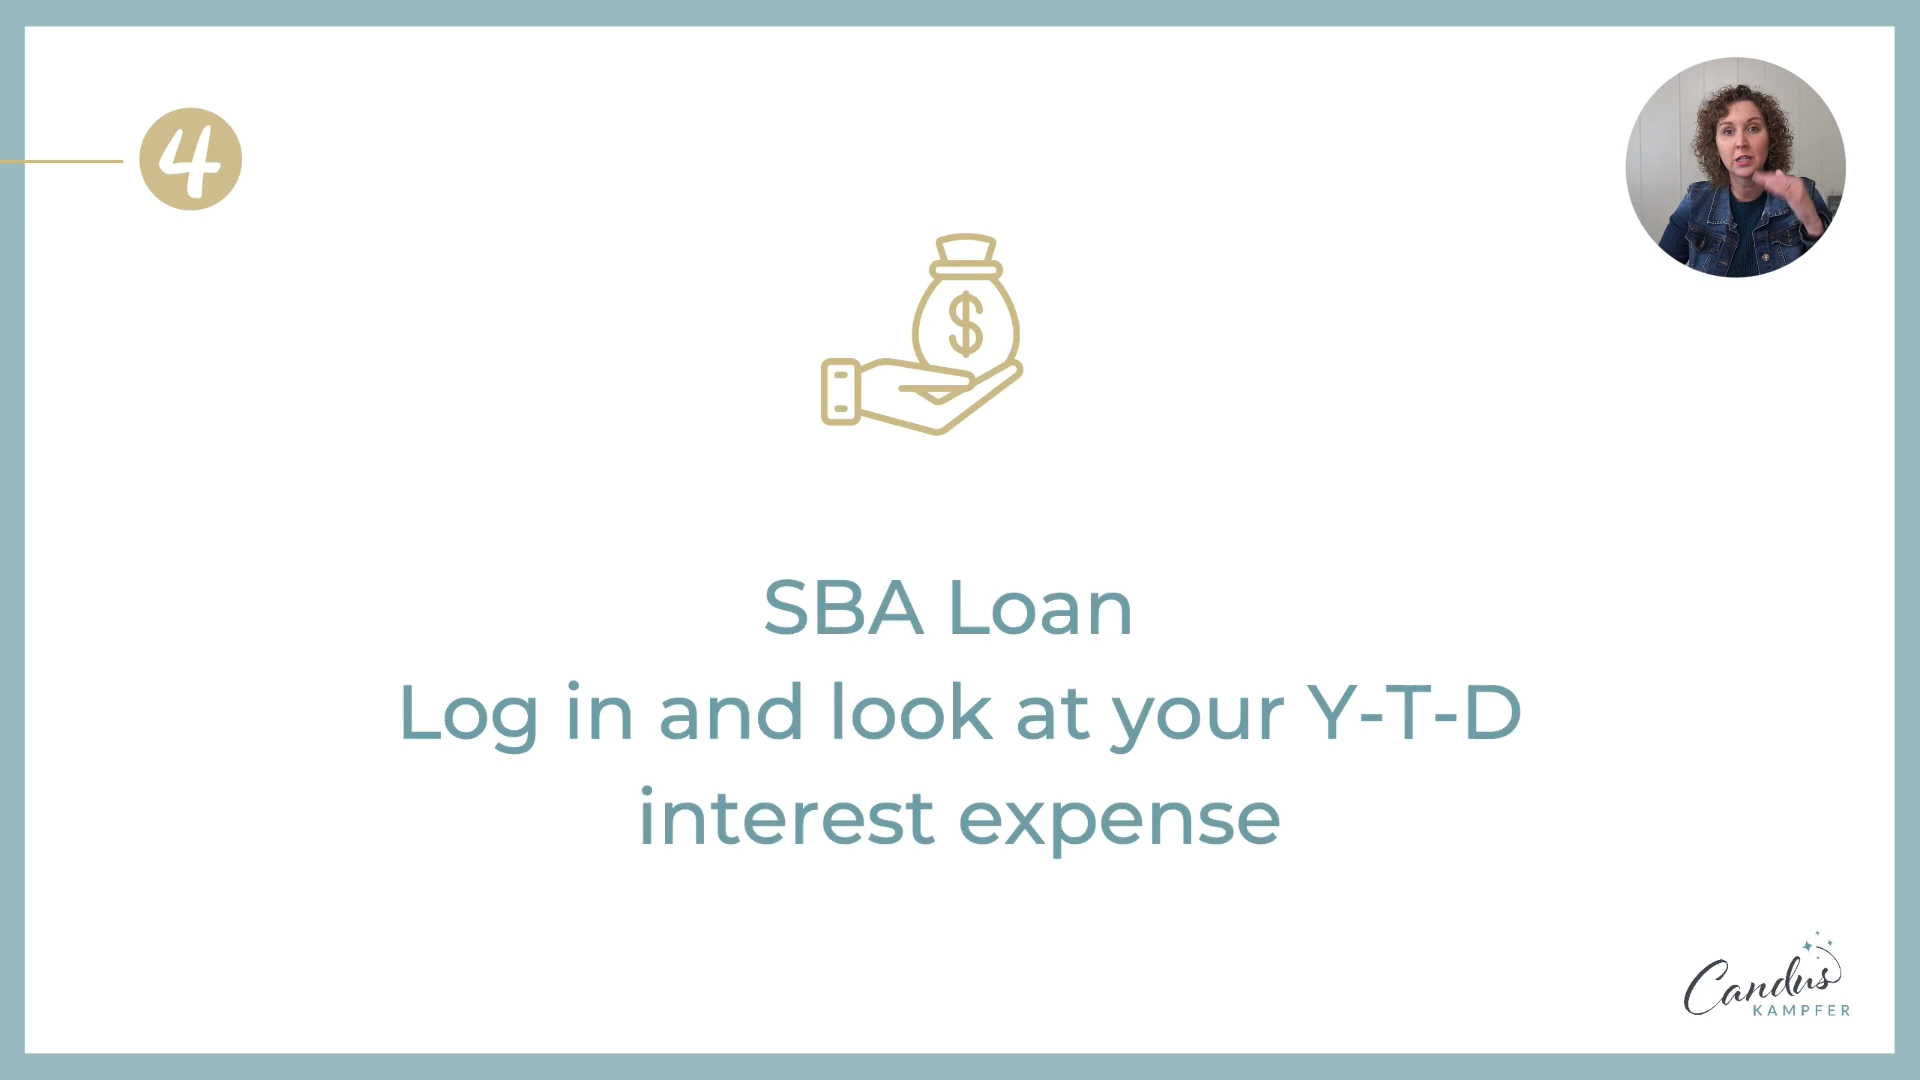 4
$
SBA Loan
Log in and look at your Y-T-D
interest expense
Candus
KAMPFER